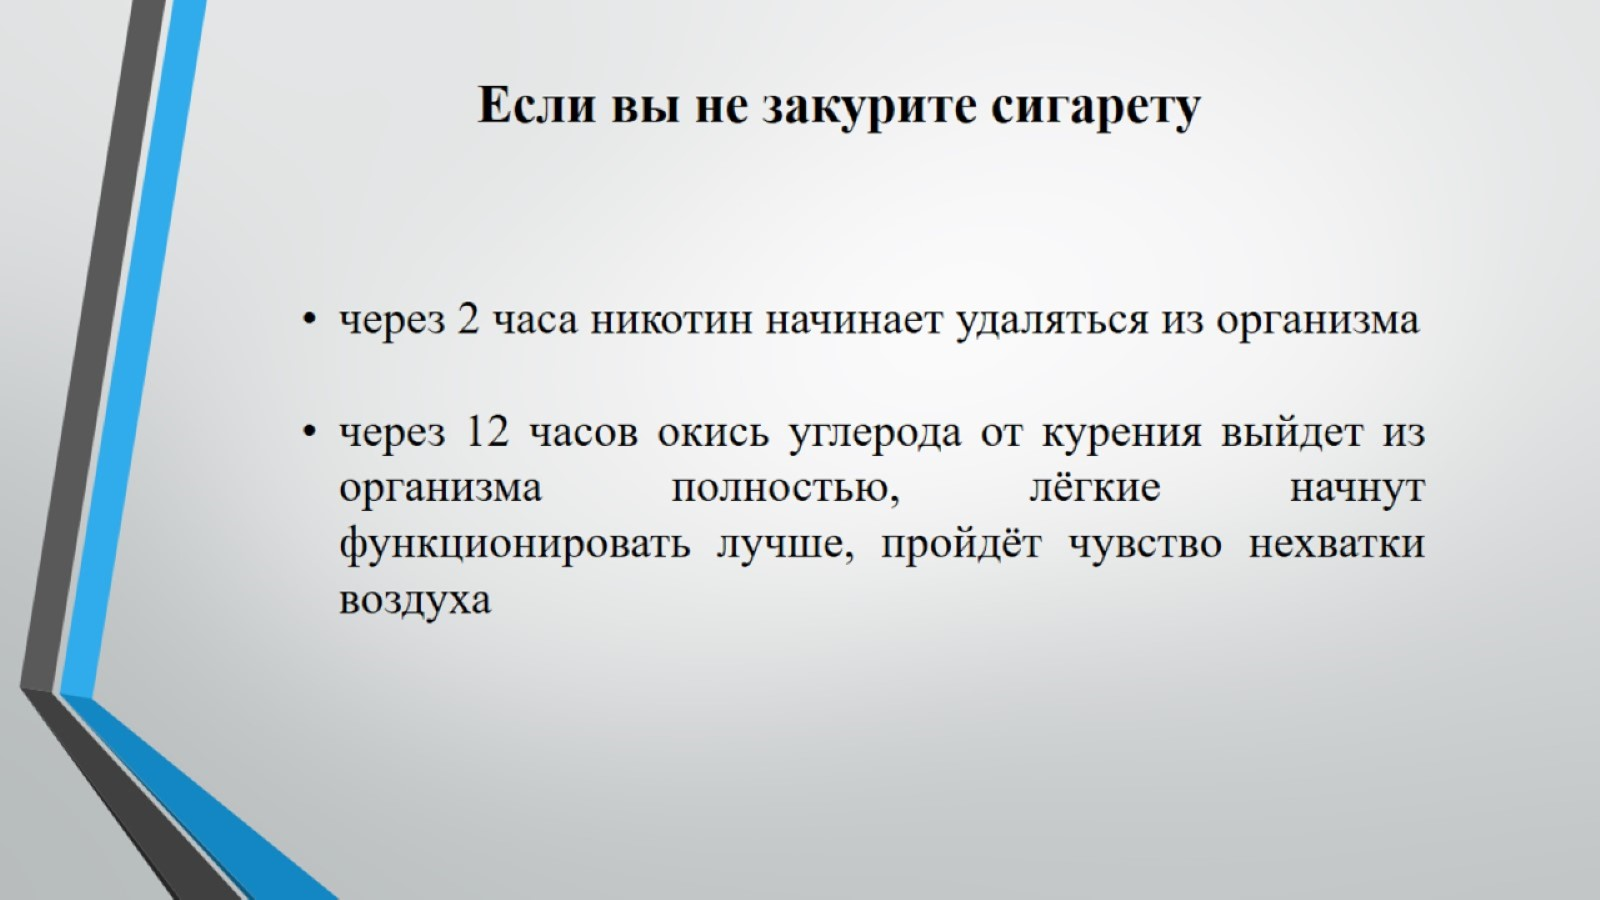 Если вы не закурите сигарету
• через 2 часа никотин начинает удаляться из организма
• через 12 часов окись углерода от курения выйдет из
организма полностью, лёгкие начнут
функционировать лучше, пройдёт чувство нехватки
воздуха